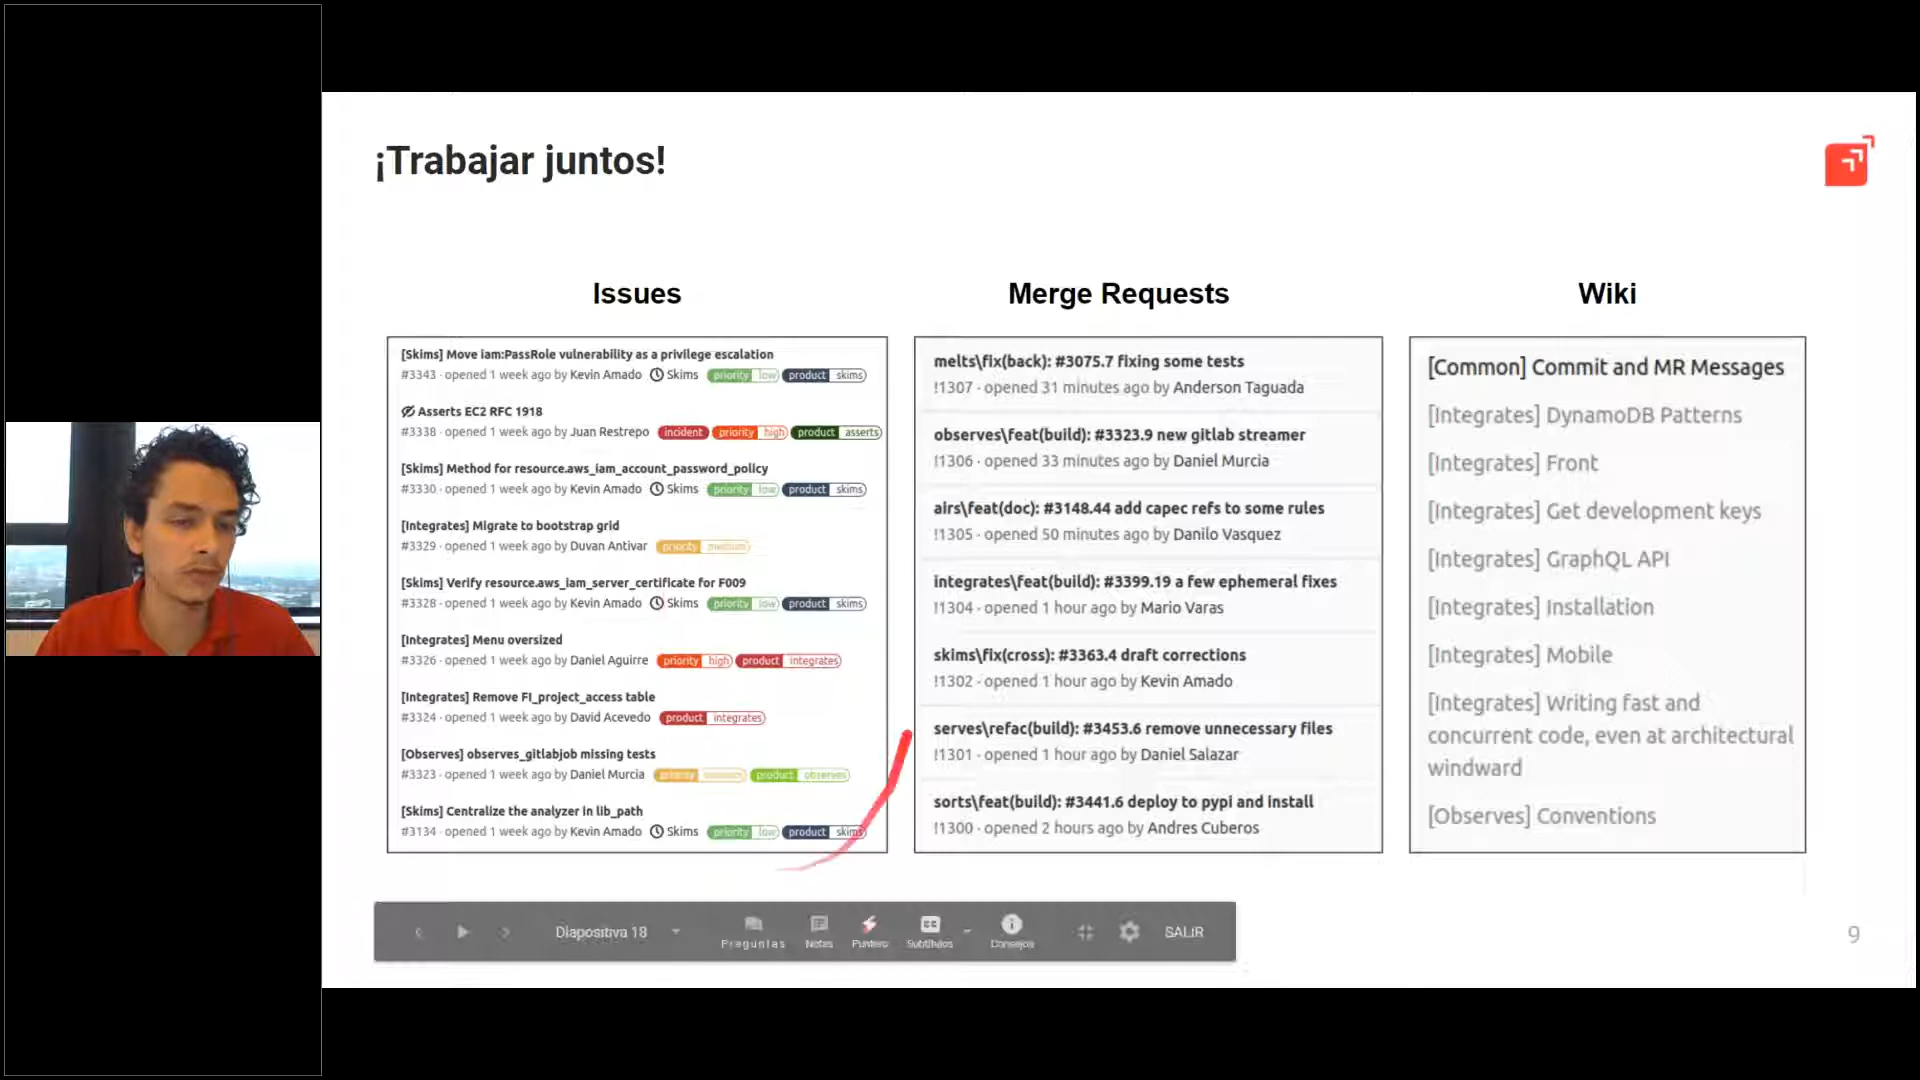 ¡Trabajar juntos!
Issues
[Skims] Move iam:PassRole vulnerability as a privilege escalation
#3343 · opened 1 week ago by Kevin Amado Skims priority low product skims
Asserts EC2 RFC 1918
#3338 · opened 1 week ago by Juan Restrepo incident priority high product asserts
[Skims] Method for resource.aws_iam_account_password_policy
#3330 · opened 1 week ago by Kevin Amado Skims priority low product skims
[Integrates] Migrate to bootstrap grid
#3329 · opened 1 week ago by Duvan Antivar priority medium
[Skims] Verify resource.aws_iam_server_certificate for F009
#3328 · opened 1 week ago by Kevin Amado Skims priority low product skims
[Integrates] Menu oversized
#3326 · opened 1 week ago by Daniel Aguirre priority high product integrates
[Integrates] Remove FI_project_access table
#3324 · opened 1 week ago by David Acevedo product integrates
[Observes] observes_gitlabjob missing tests
#3323 · opened 1 week ago by Daniel Murcia priority medium product observes
[Skims] Centralize the analyzer in lib_path
#3134 · opened 1 week ago by Kevin Amado Skims priority low product skims
Merge Requests
melts\fix(back): #3075.7 fixing some tests
!1307 · opened 31 minutes ago by Anderson Taguada
observes\feat(build): #3323.9 new gitlab streamer
!1306 · opened 33 minutes ago by Daniel Murcia
airs\feat(doc): #3148.44 add capec refs to some rules
!1305 · opened 50 minutes ago by Danilo Vasquez
integrates\feat(build): #3399.19 a few ephemeral fixes
!1304 · opened 1 hour ago by Mario Varas
skims\fix(cross): #3363.4 draft corrections
!1302 · opened 1 hour ago by Kevin Amado
serves\refac(build): #3453.6 remove unnecessary files
!1301 · opened 1 hour ago by Daniel Salazar
sorts\feat(build): #3441.6 deploy to pypi and install
!1300 · opened 2 hours ago by Andres Cuberos
Wiki
[Common] Commit and MR Messages
[Integrates] DynamoDB Patterns
[Integrates] Front
[Integrates] Get development keys
[Integrates] GraphQL API
[Integrates] Installation
[Integrates] Mobile
[Integrates] Writing fast and
concurrent code, even at architectural
windward
[Observes] Conventions
Diapositiva 18
Preguntas
Notas
Puntero
CC
Subtítulos
Consejos
SALIR
9